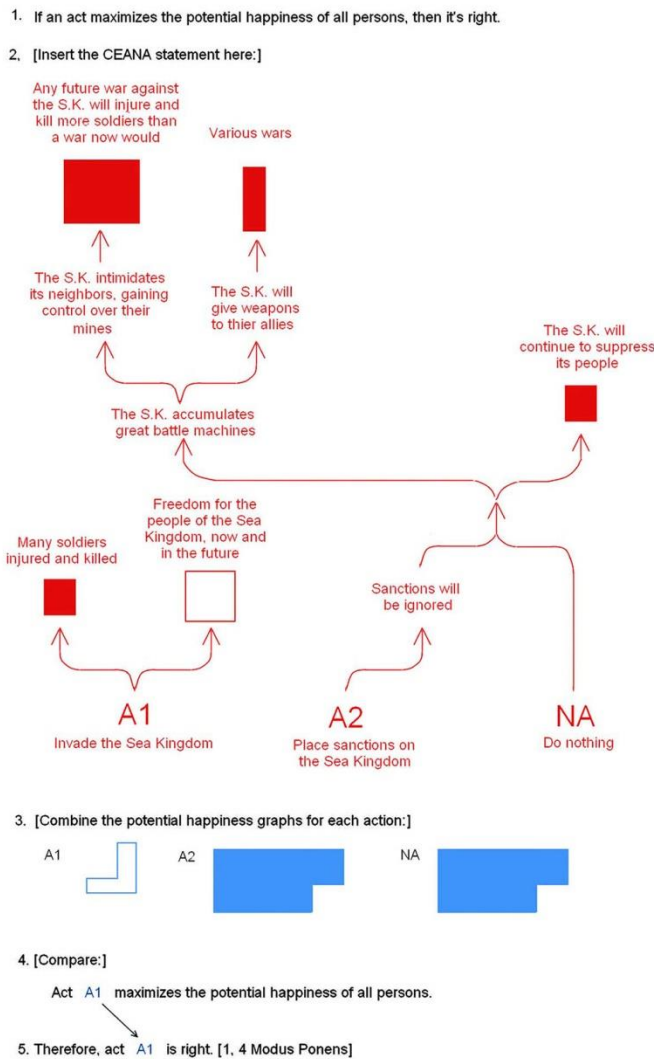 1. If an act maximizes the potential happiness of all persons, then it's right.
2, [Insert the CEANA statement here:]
Any future war against
the S.K. will injure and
kill more soldiers than
a war now would
Various wars
The S.K. intimidates
its neighbors, gaining
control over their
mines
The S.K. will
give weapons
to thier allies
The S.K. will
continue to suppress
its people
The S.K. accumulates
great battle machines
Many soldiers
injured and killed
Freedom for the
people of the Sea
Kingdom, now and
in the future
Sanctions will
be ignored
A1
Invade the Sea Kingdom
A2
Place sanctions on
the Sea Kingdom
NA
Do nothing
3. [Combine the potential happiness graphs for each action:]
A1 A2 NA
4. [Compare:]
Act A1 maximizes the potential happiness of all persons.
5. Therefore, act A1 is right. [1, 4 Modus Ponens]